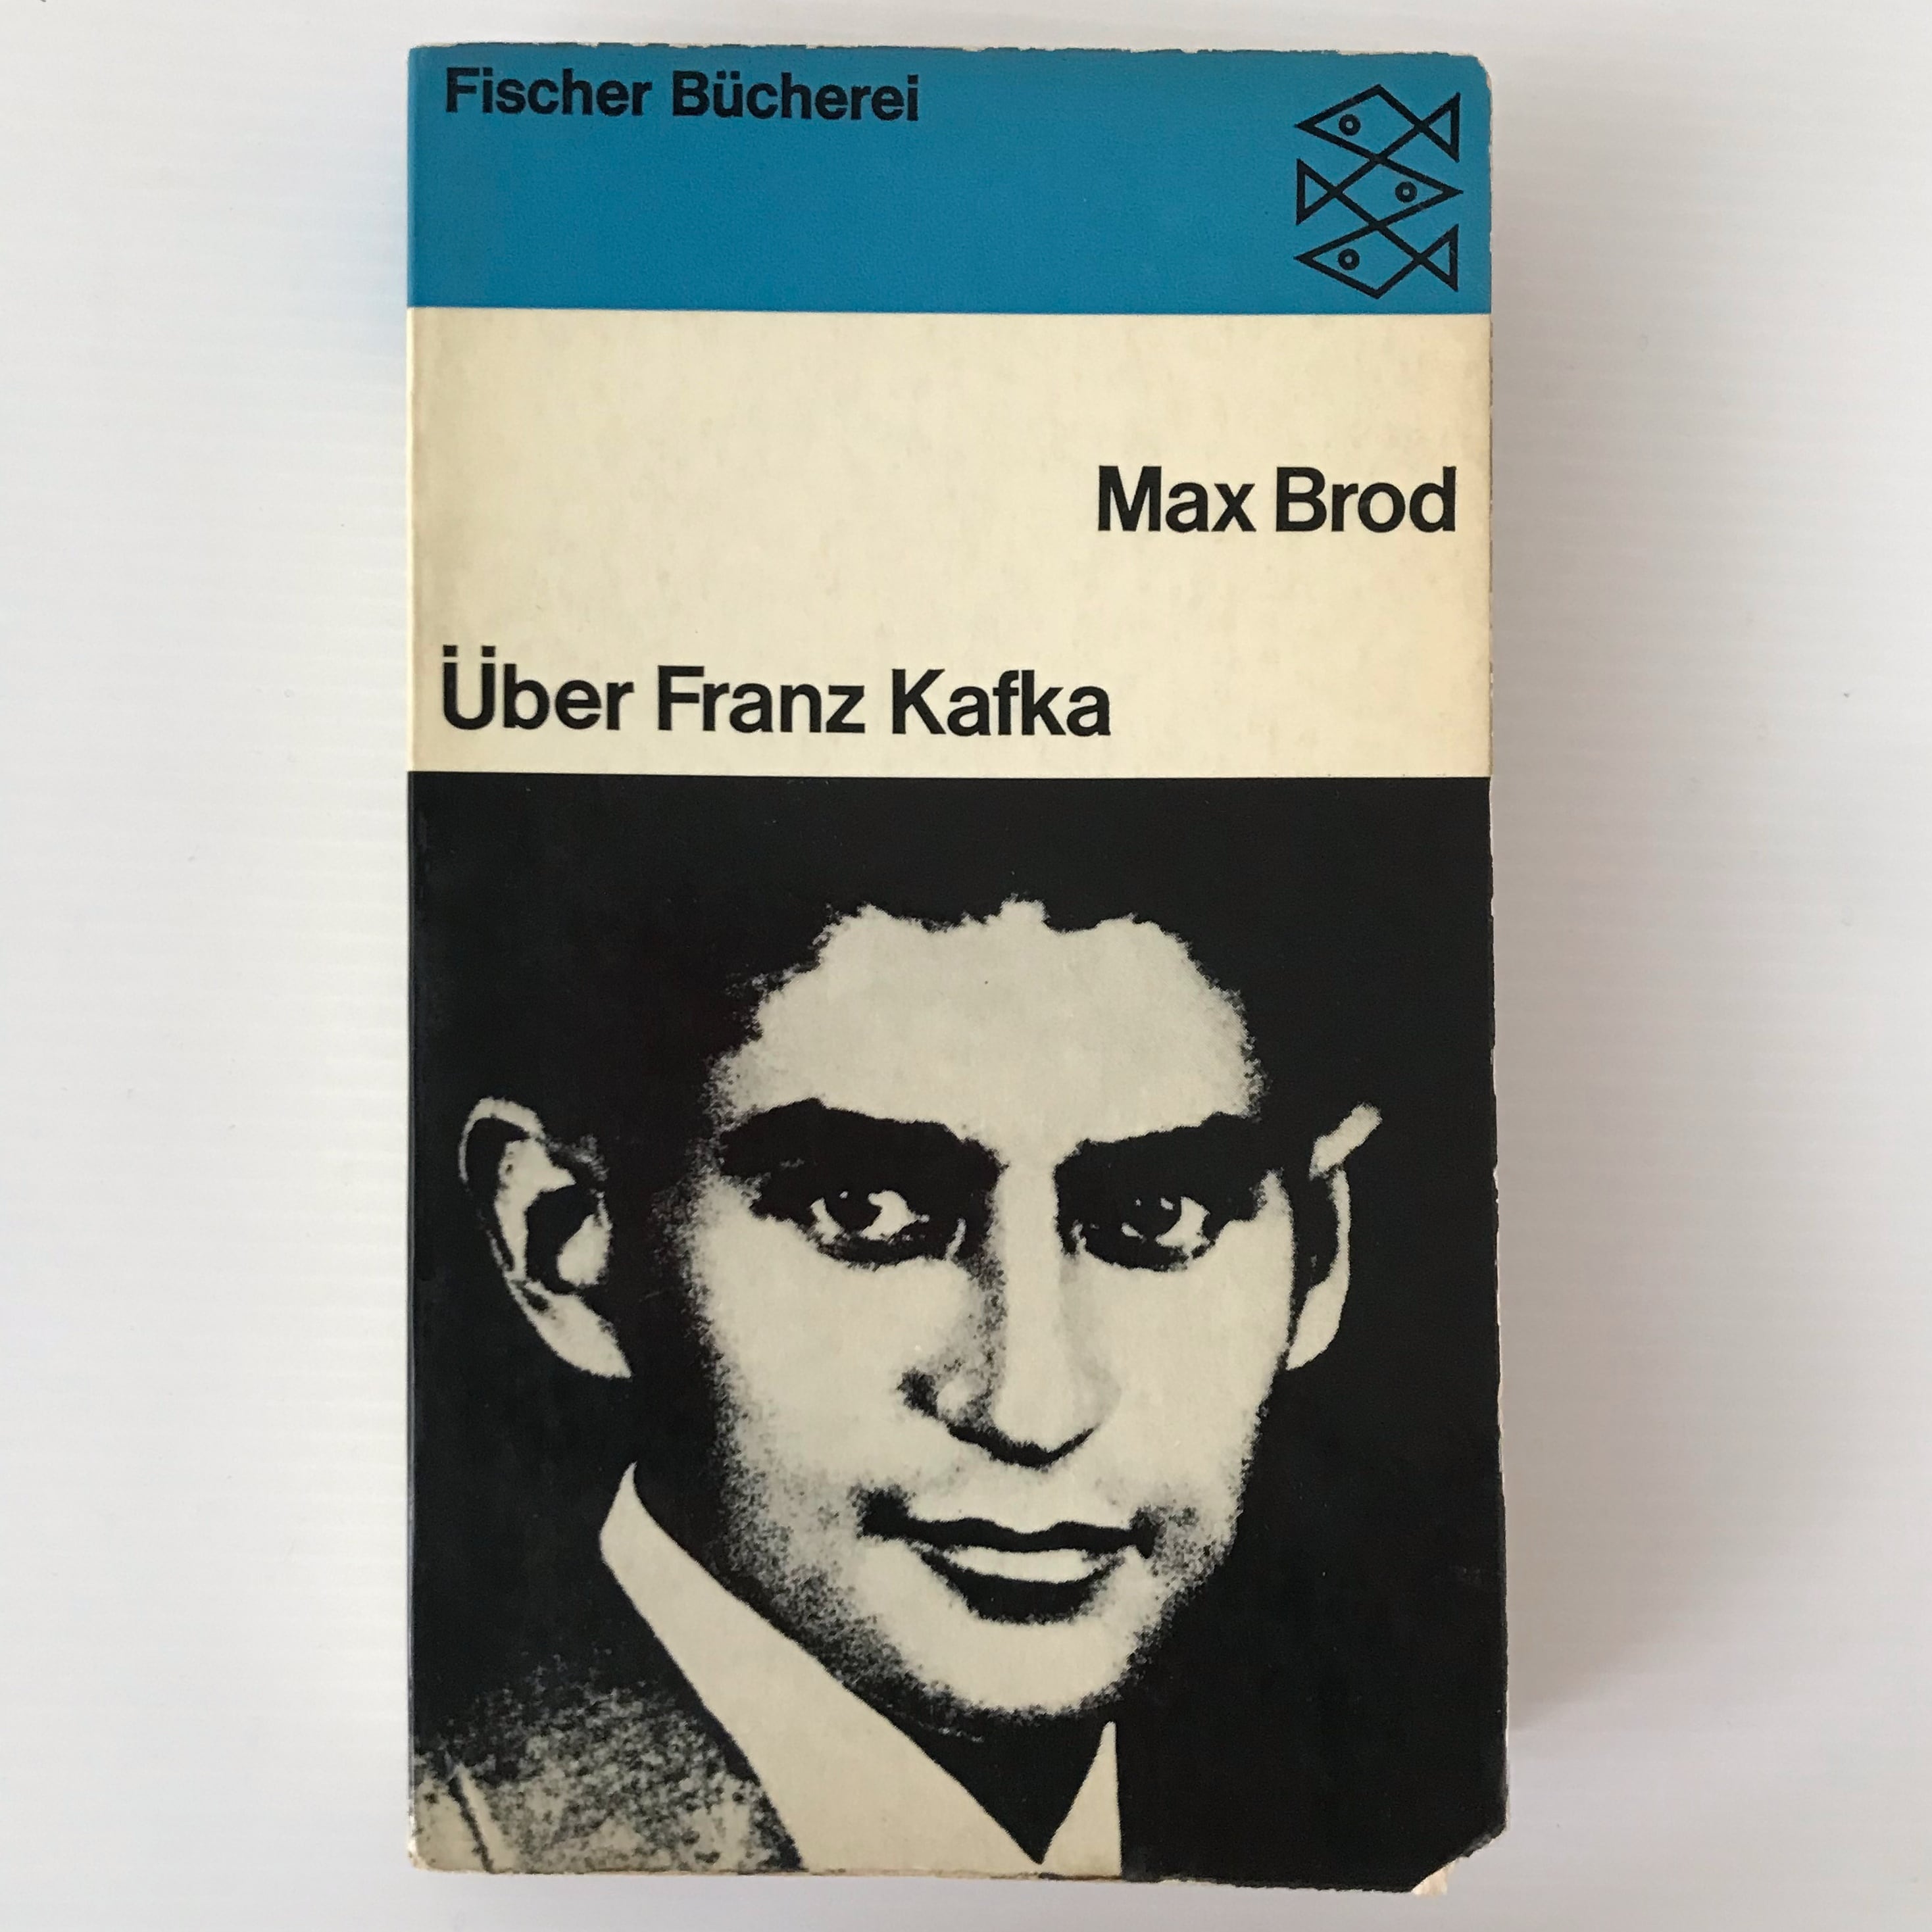 Fischer Bücherei
Max Brod
Über Franz Kafka